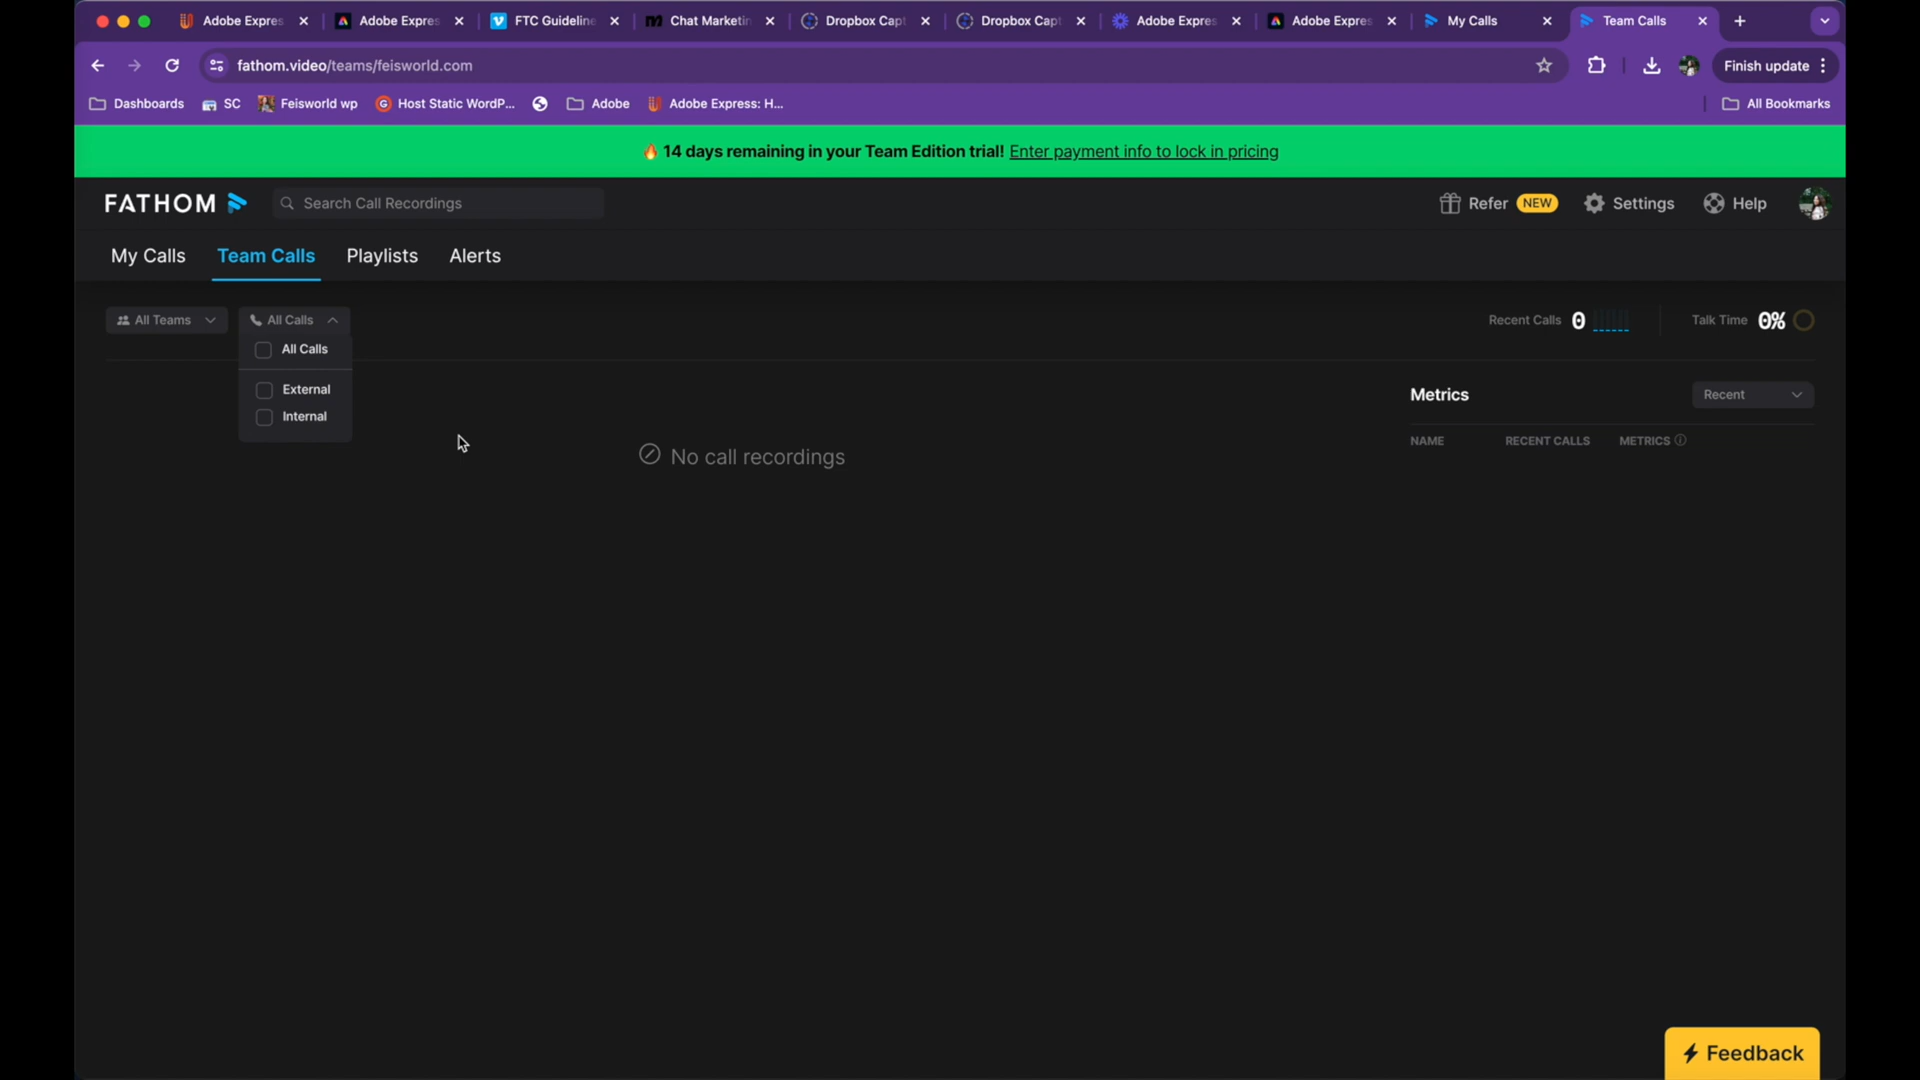 Adobe Expres
Adobe Expres
FTC Guideline
Chat Marketin
Dropbox Capt
Dropbox Capt
Adobe Expres
Adobe Expres
My Calls
Team Calls
fathom.video/teams/feisworld.com
Finish update
Dashboards
SC
Feisworld wp
Host Static WordP...
Adobe
Adobe Express: H...
All Bookmarks
🔥 14 days remaining in your Team Edition trial! Enter payment info to lock in pricing
FATHOM
Search Call Recordings
Refer NEW
Settings
Help
My Calls
Team Calls
Playlists
Alerts
All Teams
All Calls
Recent Calls 0
Talk Time 0%
All Calls
External
Internal
No call recordings
Metrics
Recent
NAME
RECENT CALLS
METRICS
Feedback